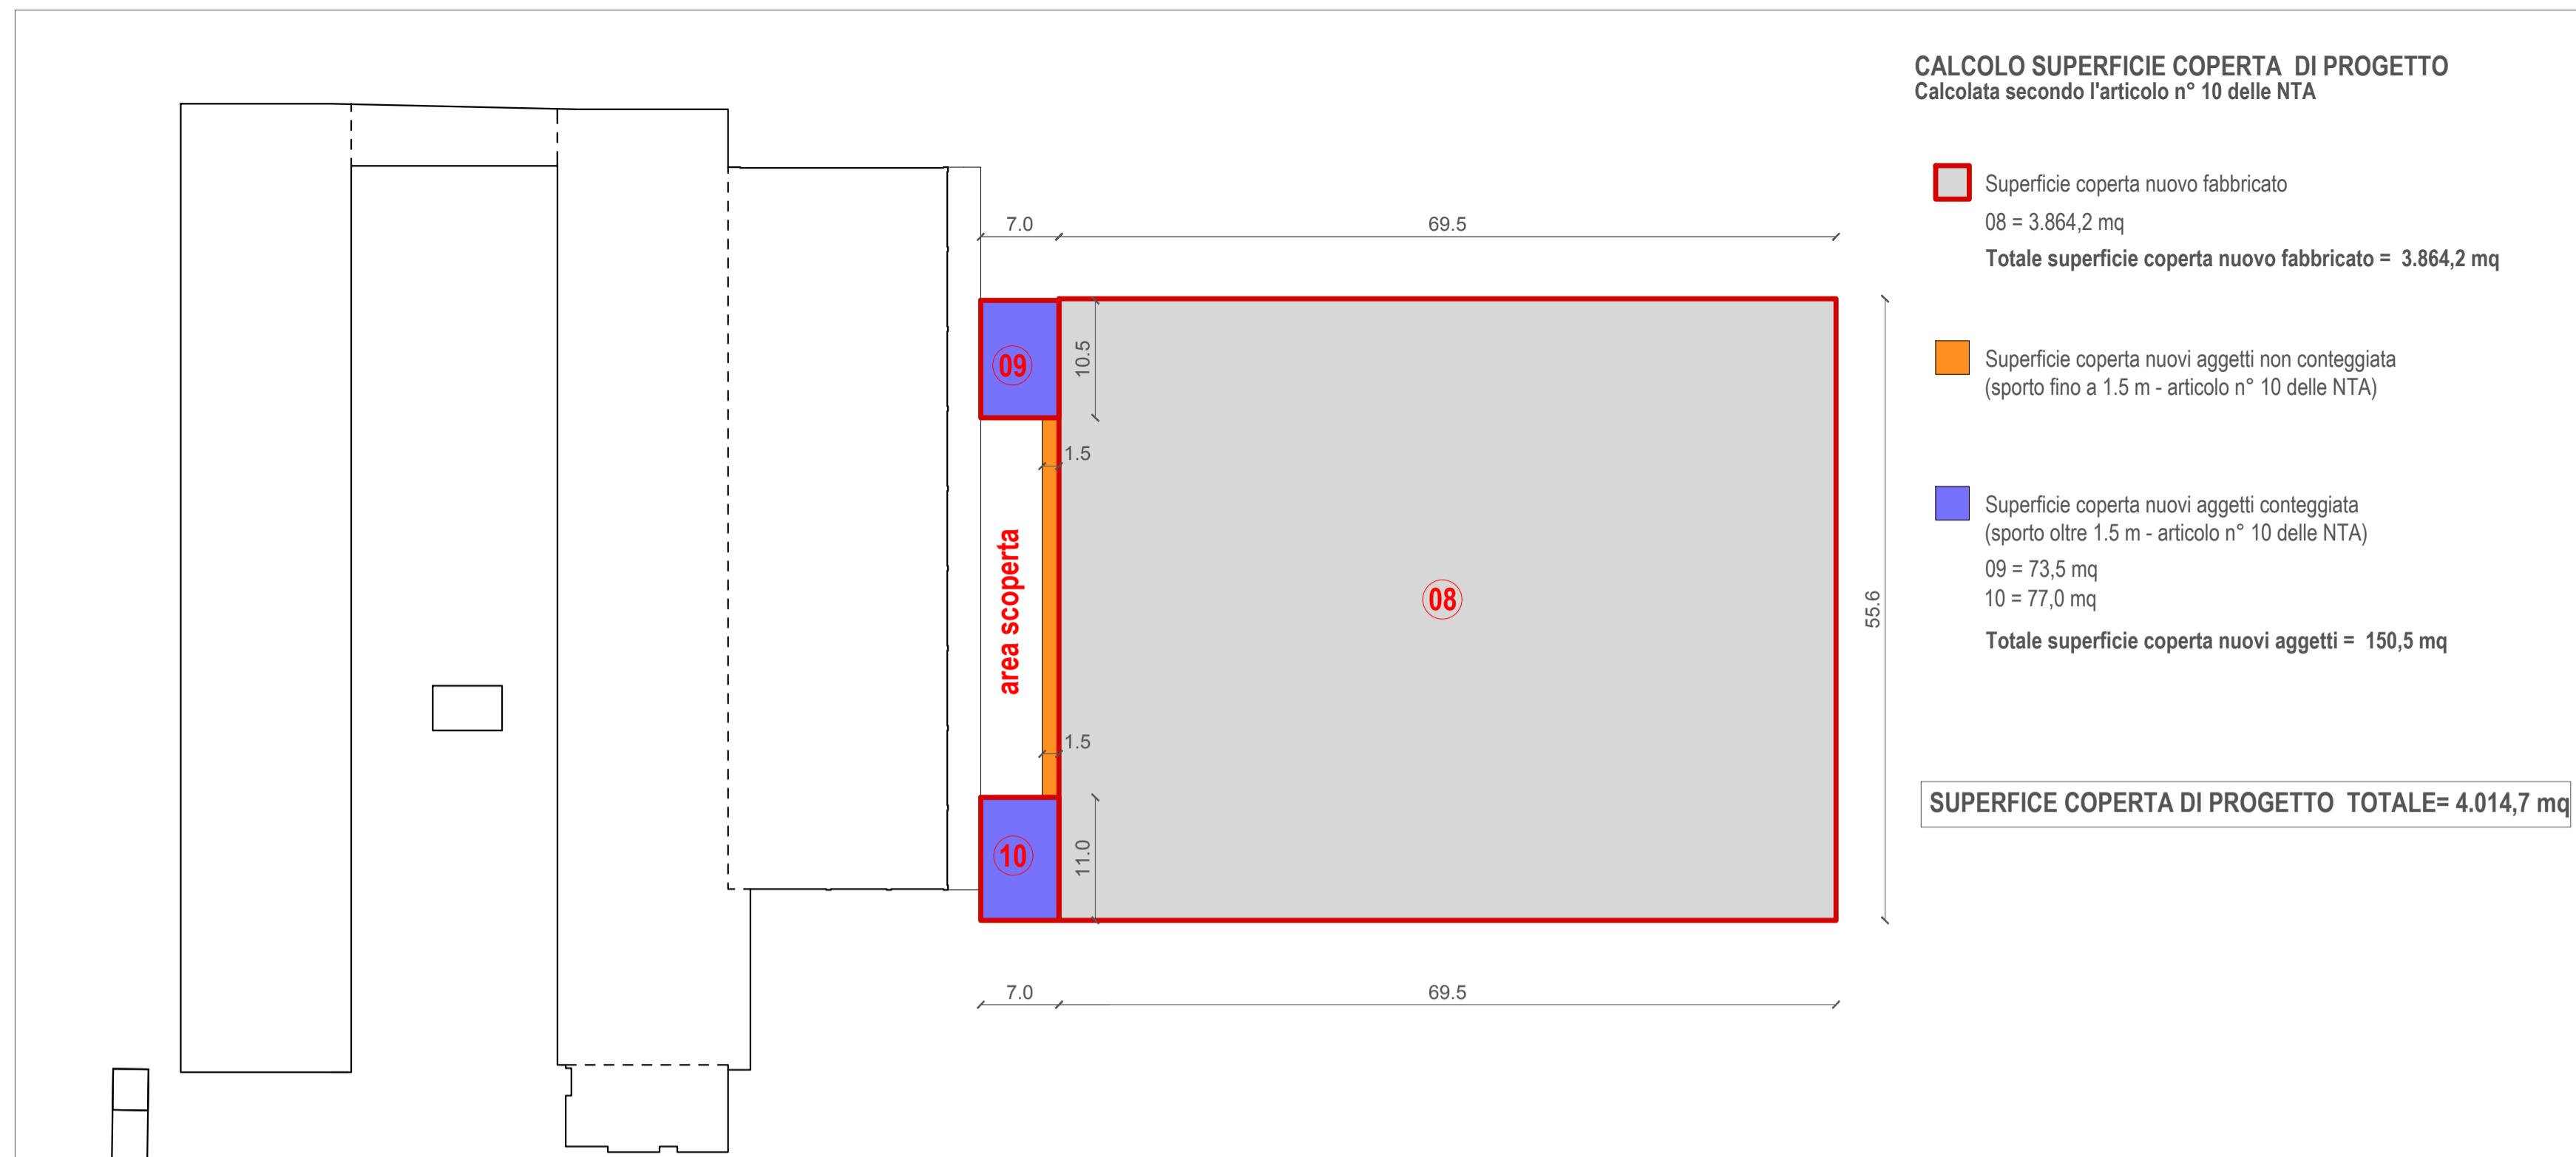 CALCOLO SUPERFICIE COPERTA DI PROGETTO
Calcolata secondo l'articolo n° 10 delle NTA
Superficie coperta nuovo fabbricato
08 = 3.864,2 mq
Totale superficie coperta nuovo fabbricato = 3.864,2 mq
Superficie coperta nuovi aggetti non conteggiata
(sporto fino a 1.5 m - articolo n° 10 delle NTA)
Superficie coperta nuovi aggetti conteggiata
(sporto oltre 1.5 m - articolo n° 10 delle NTA)
09 = 73,5 mq
10 = 77,0 mq
Totale superficie coperta nuovi aggetti = 150,5 mq
SUPERFICE COPERTA DI PROGETTO TOTALE= 4.014,7 mq
7.0
69.5
09
10.5
1.5
area scoperta
08
55.6
1.5
10
11.0
7.0
69.5